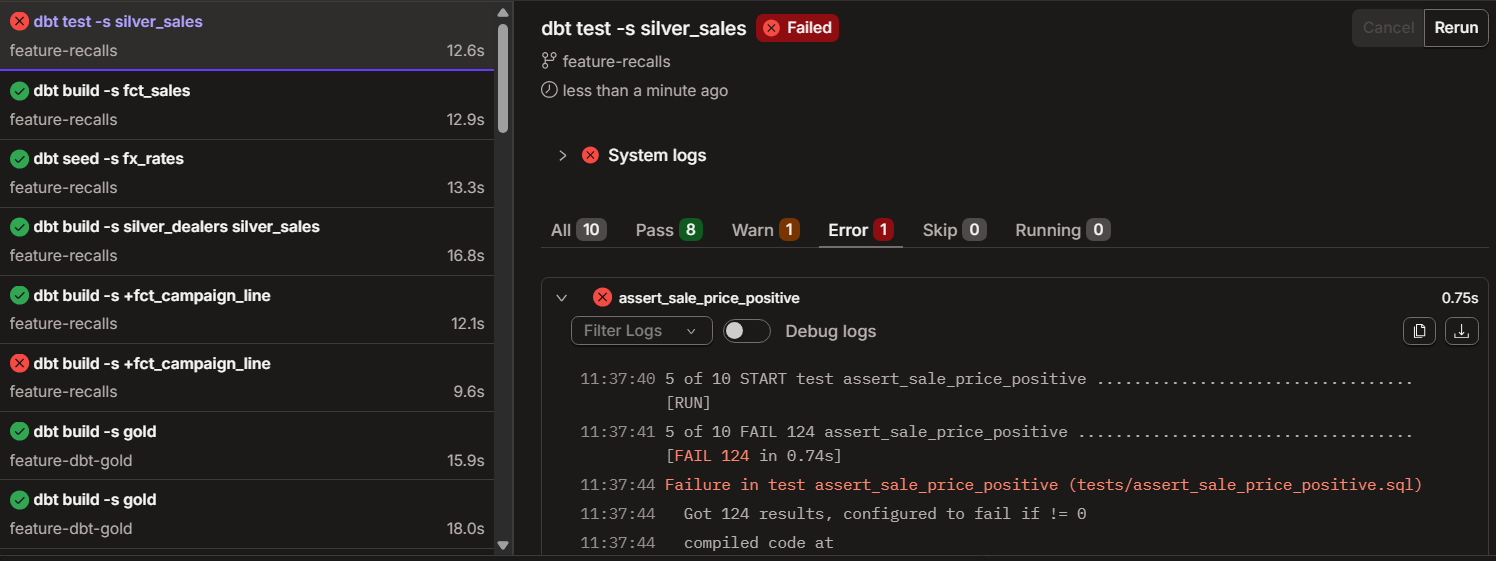 dbt test -s silver_sales
feature-recalls 12.6s
dbt build -s fct_sales
feature-recalls 12.9s
dbt seed -s fx_rates
feature-recalls 13.3s
dbt build -s silver_dealers silver_sales
feature-recalls 16.8s
dbt build -s +fct_campaign_line
feature-recalls 12.1s
dbt build -s +fct_campaign_line
feature-recalls 9.6s
dbt build -s gold
feature-dbt-gold 15.9s
dbt build -s gold
feature-dbt-gold 18.0s
dbt test -s silver_sales Failed Cancel Rerun
feature-recalls
less than a minute ago
System logs
All 10 Pass 8 Warn 1 Error 1 Skip 0 Running 0
assert_sale_price_positive 0.75s
Filter Logs Debug logs
11:37:40 5 of 10 START test assert_sale_price_positive ..................................
[RUN]
11:37:41 5 of 10 FAIL 124 assert_sale_price_positive ....................................
[FAIL 124 in 0.74s]
11:37:44 Failure in test assert_sale_price_positive (tests/assert_sale_price_positive.sql)
11:37:44 Got 124 results, configured to fail if != 0
11:37:44 compiled code at